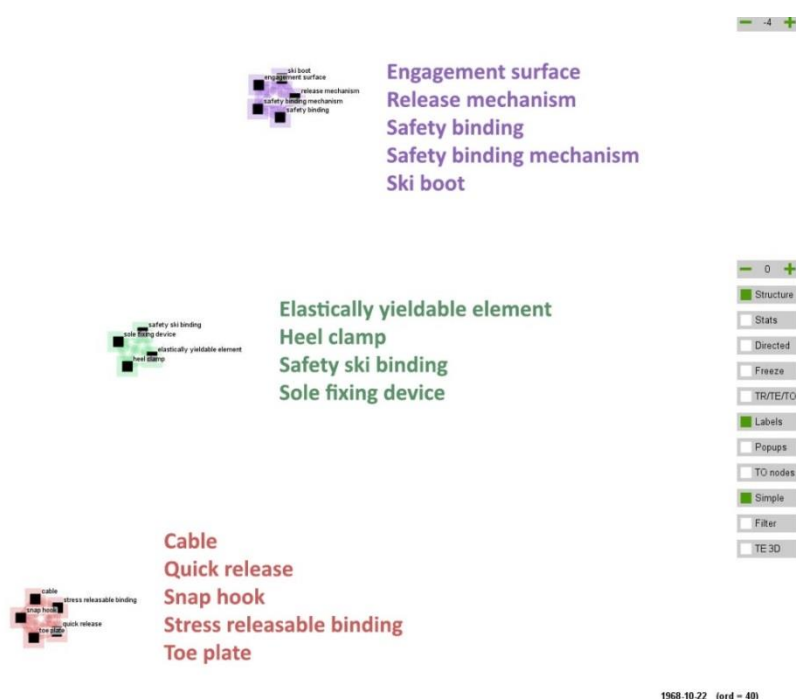 − -4 +
ski boot
engagement surface
release mechanism
safety binding mechanism
safety binding
Engagement surface
Release mechanism
Safety binding
Safety binding mechanism
Ski boot
− 0 +
Structure
Stats
Directed
Freeze
TR/TE/TO
Labels
Popups
TO nodes
Simple
Filter
TE 3D
safety ski binding
sole fixing device
elastically yieldable element
heel clamp
Elastically yieldable element
Heel clamp
Safety ski binding
Sole fixing device
cable
stress releasable binding
snap hook
quick release
toe plate
Cable
Quick release
Snap hook
Stress releasable binding
Toe plate
1968-10-22 (ord = 40)